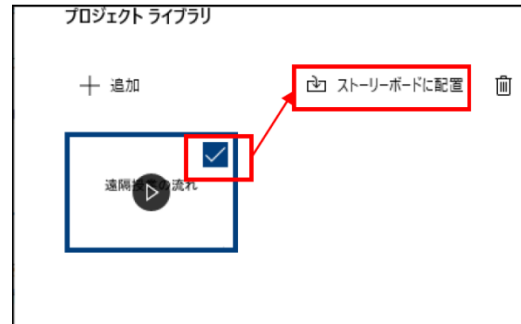 プロジェクト ライブラリ
追加
ストーリーボードに配置
遠隔授業の流れ